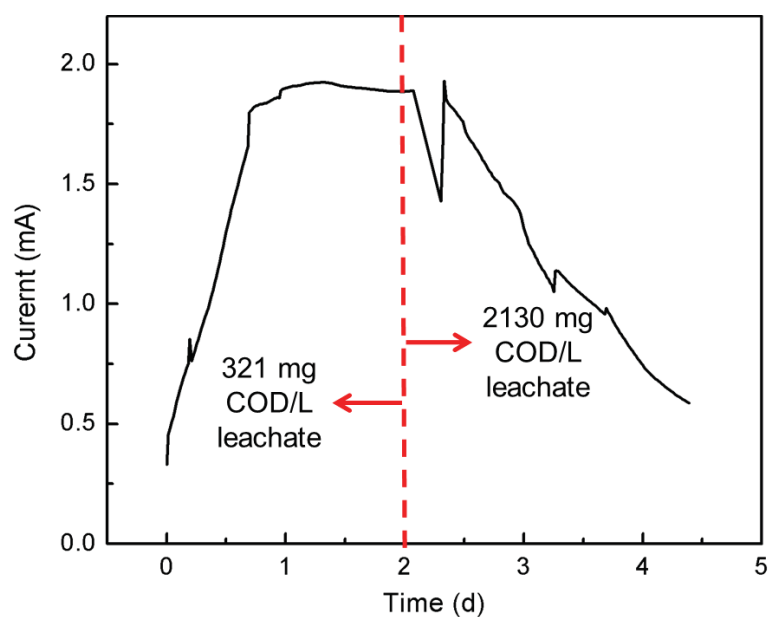 2.0
1.5
1.0
0.5
0.0
Curernt (mA)
321 mg
COD/L
leachate
2130 mg
COD/L
leachate
0 1 2 3 4 5
Time (d)